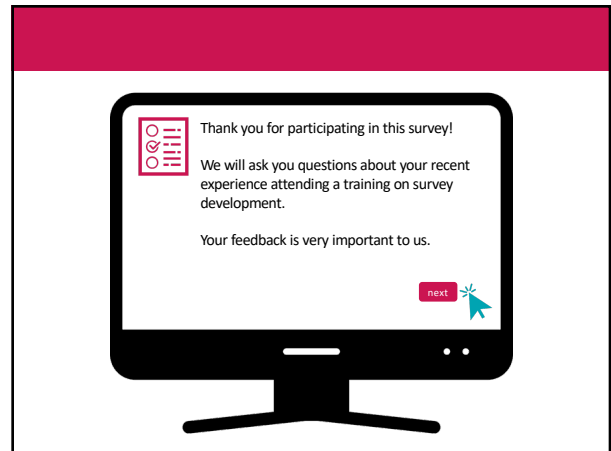 Thank you for participating in this survey!
We will ask you questions about your recent
experience attending a training on survey
development.
Your feedback is very important to us.
next